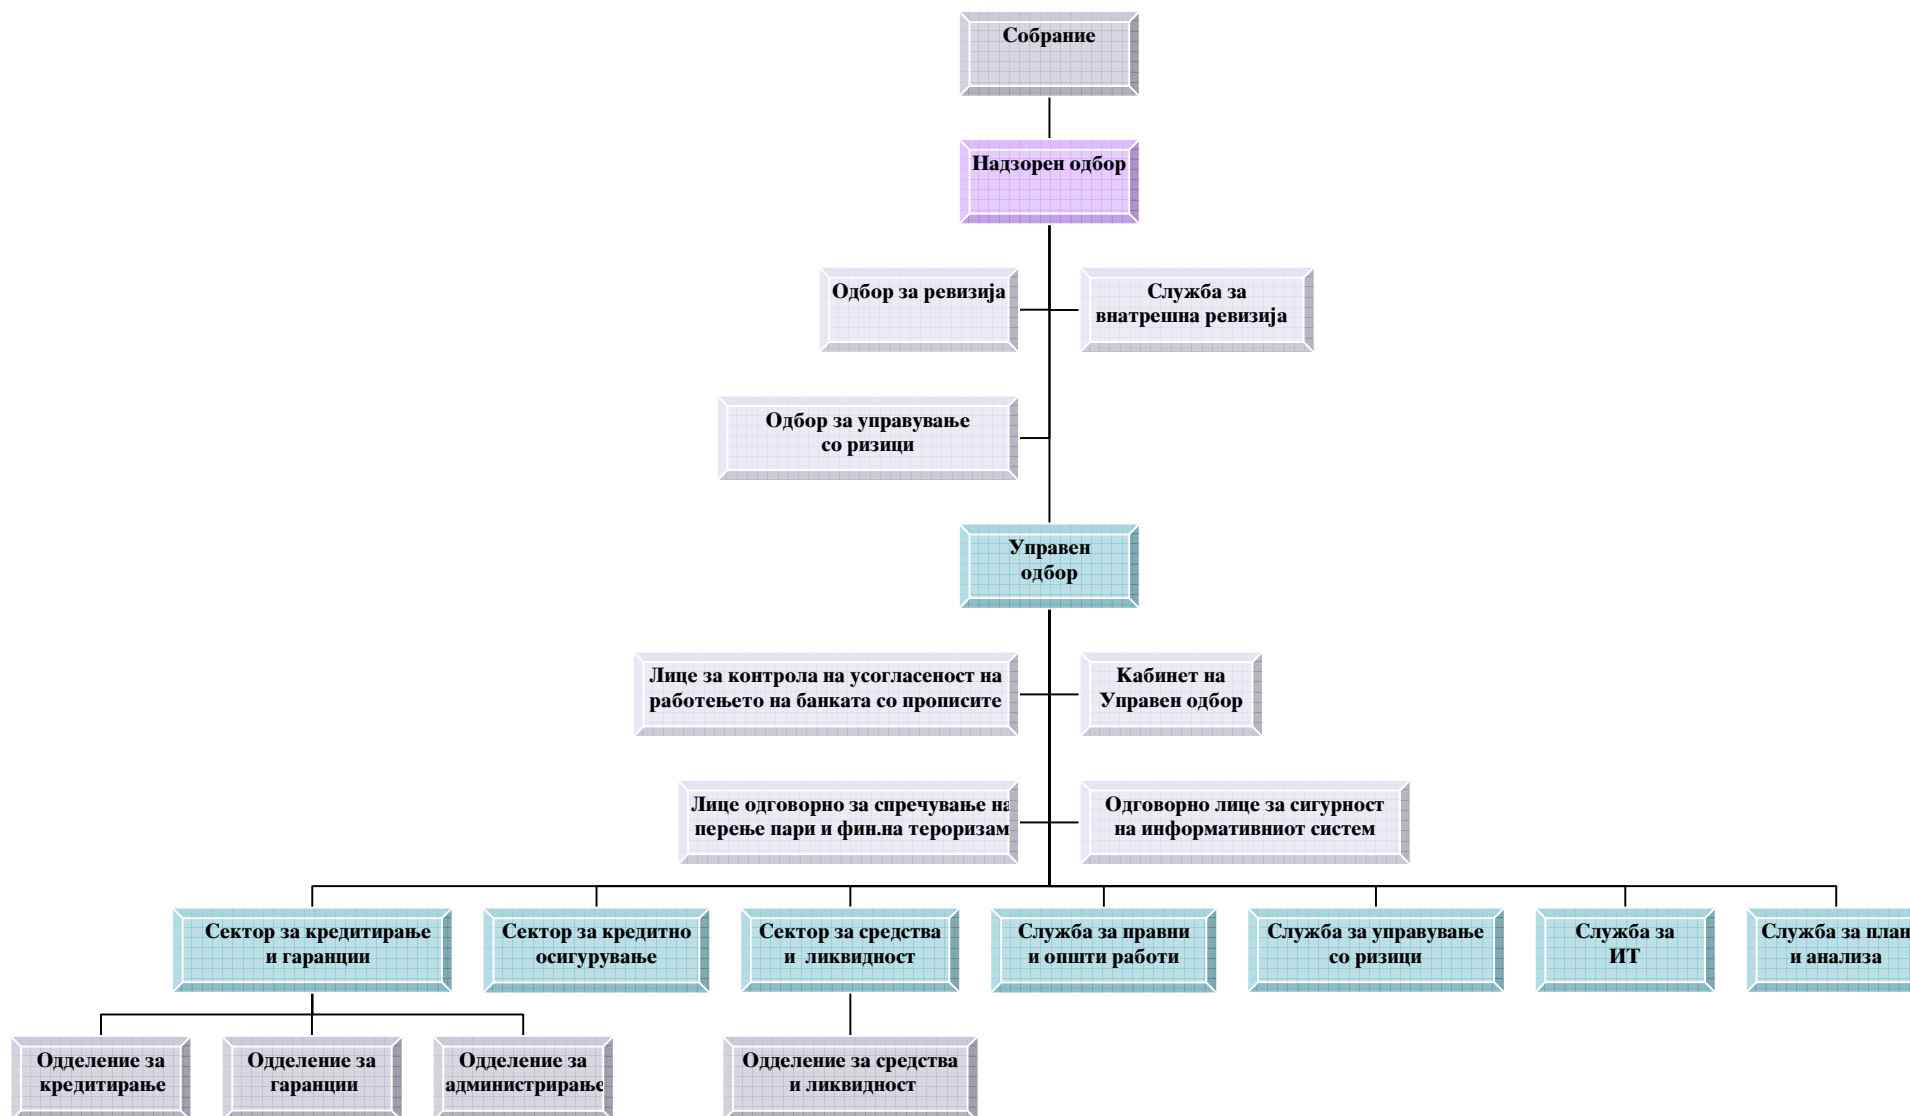 Собрание
Надзорен одбор
Одбор за ревизија
Служба за
внатрешна ревизија
Одбор за управување
со ризици
Управен
одбор
Лице за контрола на усогласеност на
работењето на банката со прописите
Кабинет на
Управен одбор
Лице одговорно за спречување на
перење пари и фин.на тероризам
Одговорно лице за сигурност
на информативниот систем
Сектор за кредитирање
и гаранции
Сектор за кредитно
осигурување
Сектор за средства
и ликвидност
Служба за правни
и општи работи
Служба за управување
со ризици
Служба за
ИТ
Служба за план
и анализа
Одделение за
кредитирање
Одделение за
гаранции
Одделение за
администрирање
Одделение за средства
и ликвидност